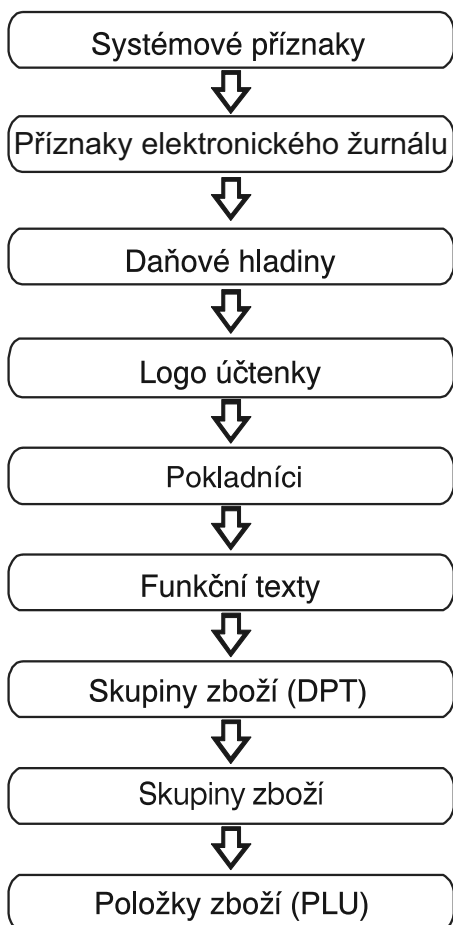 Systémové příznaky
Příznaky elektronického žurnálu
Daňové hladiny
Logo účtenky
Pokladníci
Funkční texty
Skupiny zboží (DPT)
Skupiny zboží
Položky zboží (PLU)